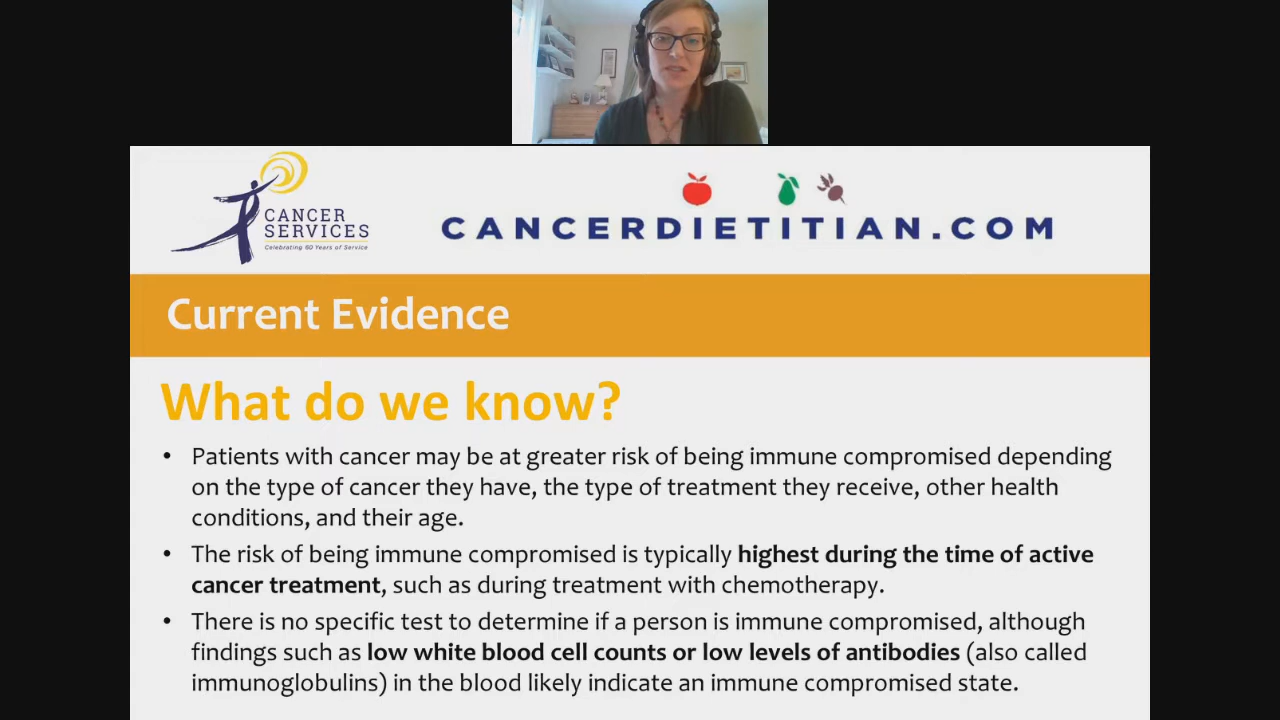 CANCER
SERVICES
Celebrating 60 Years of Service
CANCERDIETITIAN.COM
Current Evidence
What do we know?
• Patients with cancer may be at greater risk of being immune compromised depending
on the type of cancer they have, the type of treatment they receive, other health
conditions, and their age.
• The risk of being immune compromised is typically highest during the time of active
cancer treatment, such as during treatment with chemotherapy.
• There is no specific test to determine if a person is immune compromised, although
findings such as low white blood cell counts or low levels of antibodies (also called
immunoglobulins) in the blood likely indicate an immune compromised state.